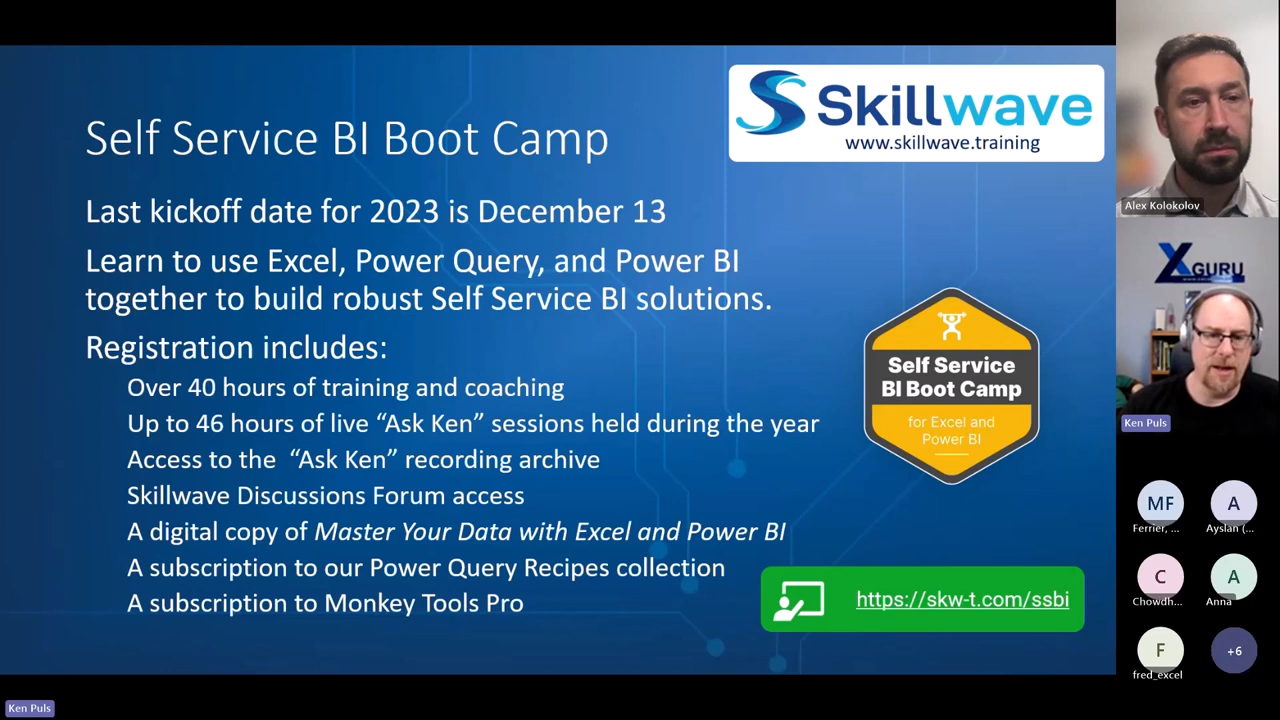 Skillwave
www.skillwave.training
Self Service BI Boot Camp
Last kickoff date for 2023 is December 13
Learn to use Excel, Power Query, and Power BI
together to build robust Self Service BI solutions.
Registration includes:
Over 40 hours of training and coaching
Up to 46 hours of live “Ask Ken” sessions held during the year
Access to the “Ask Ken” recording archive
Skillwave Discussions Forum access
A digital copy of Master Your Data with Excel and Power BI
A subscription to our Power Query Recipes collection
A subscription to Monkey Tools Pro
Self Service
BI Boot Camp
for Excel and
Power BI
https://skw-t.com/ssbi
Alex Kolokolov
GURU
Ken Puls
MF
Ferrier, ...
A
Ayslan (...
C
Chowdh...
A
Anna
F
fred_excel
+6
Ken Puls